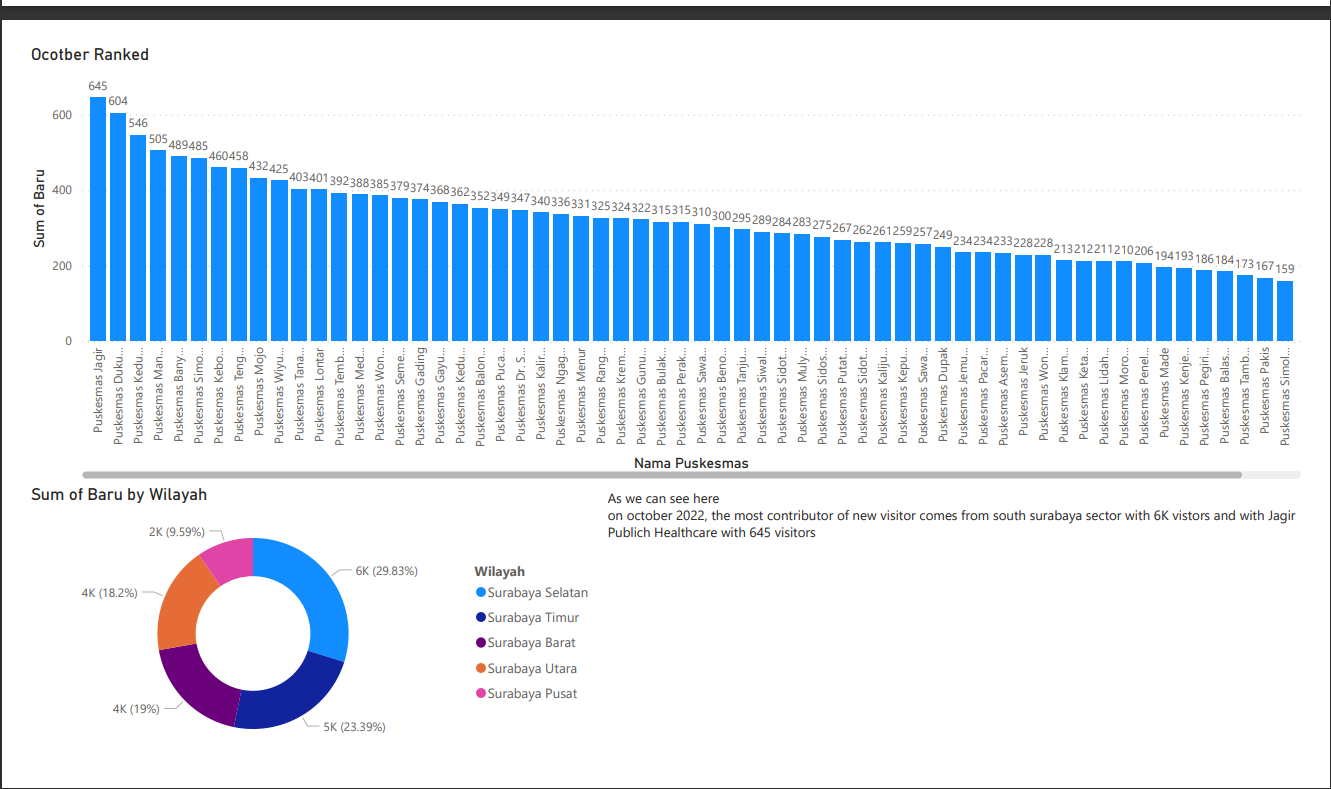 Ocotber Ranked
Sum of Baru
600
400
200
0
645
604
546
505
489
485
460
458
432
425
403
401
392
388
385
379
374
368
362
352
349
347
340
336
331
325
324
322
315
315
310
300
295
289
284
283
275
267
262
261
259
257
249
234
234
233
228
228
213
212
211
210
206
194
193
186
184
173
167
159
Puskesmas Jagir
Puskesmas Duku...
Puskesmas Kedu...
Puskesmas Man...
Puskesmas Bany...
Puskesmas Simo...
Puskesmas Kebo...
Puskesmas Teng...
Puskesmas Mojo
Puskesmas Wiyu...
Puskesmas Tana...
Puskesmas Lontar
Puskesmas Temb...
Puskesmas Med...
Puskesmas Won...
Puskesmas Seme...
Puskesmas Gading
Puskesmas Gayu...
Puskesmas Kedu...
Puskesmas Balon...
Puskesmas Puca...
Puskesmas Dr. S...
Puskesmas Kalir...
Puskesmas Ngag...
Puskesmas Menur
Puskesmas Rang...
Puskesmas Krem...
Puskesmas Gunu...
Puskesmas Bulak...
Puskesmas Perak...
Puskesmas Sawa...
Puskesmas Beno...
Puskesmas Tanju...
Puskesmas Siwal...
Puskesmas Sidot...
Puskesmas Muly...
Puskesmas Sidos...
Puskesmas Putat...
Puskesmas Sidot...
Puskesmas Kaliju...
Puskesmas Kepu...
Puskesmas Sawa...
Puskesmas Dupak
Puskesmas Jemu...
Puskesmas Pacar...
Puskesmas Asem...
Puskesmas Jeruk
Puskesmas Won...
Puskesmas Klam...
Puskesmas Keta...
Puskesmas Lidah...
Puskesmas Moro...
Puskesmas Penel...
Puskesmas Made
Puskesmas Kenje...
Puskesmas Pegiri...
Puskesmas Balas...
Puskesmas Tamb...
Puskesmas Pakis
Puskesmas Simol...
Nama Puskesmas
Sum of Baru by Wilayah
2K (9.59%)
6K (29.83%)
4K (18.2%)
4K (19%)
5K (23.39%)
Wilayah
Surabaya Selatan
Surabaya Timur
Surabaya Barat
Surabaya Utara
Surabaya Pusat
As we can see here
on october 2022, the most contributor of new visitor comes from south surabaya sector with 6K vistors and with Jagir
Publich Healthcare with 645 visitors